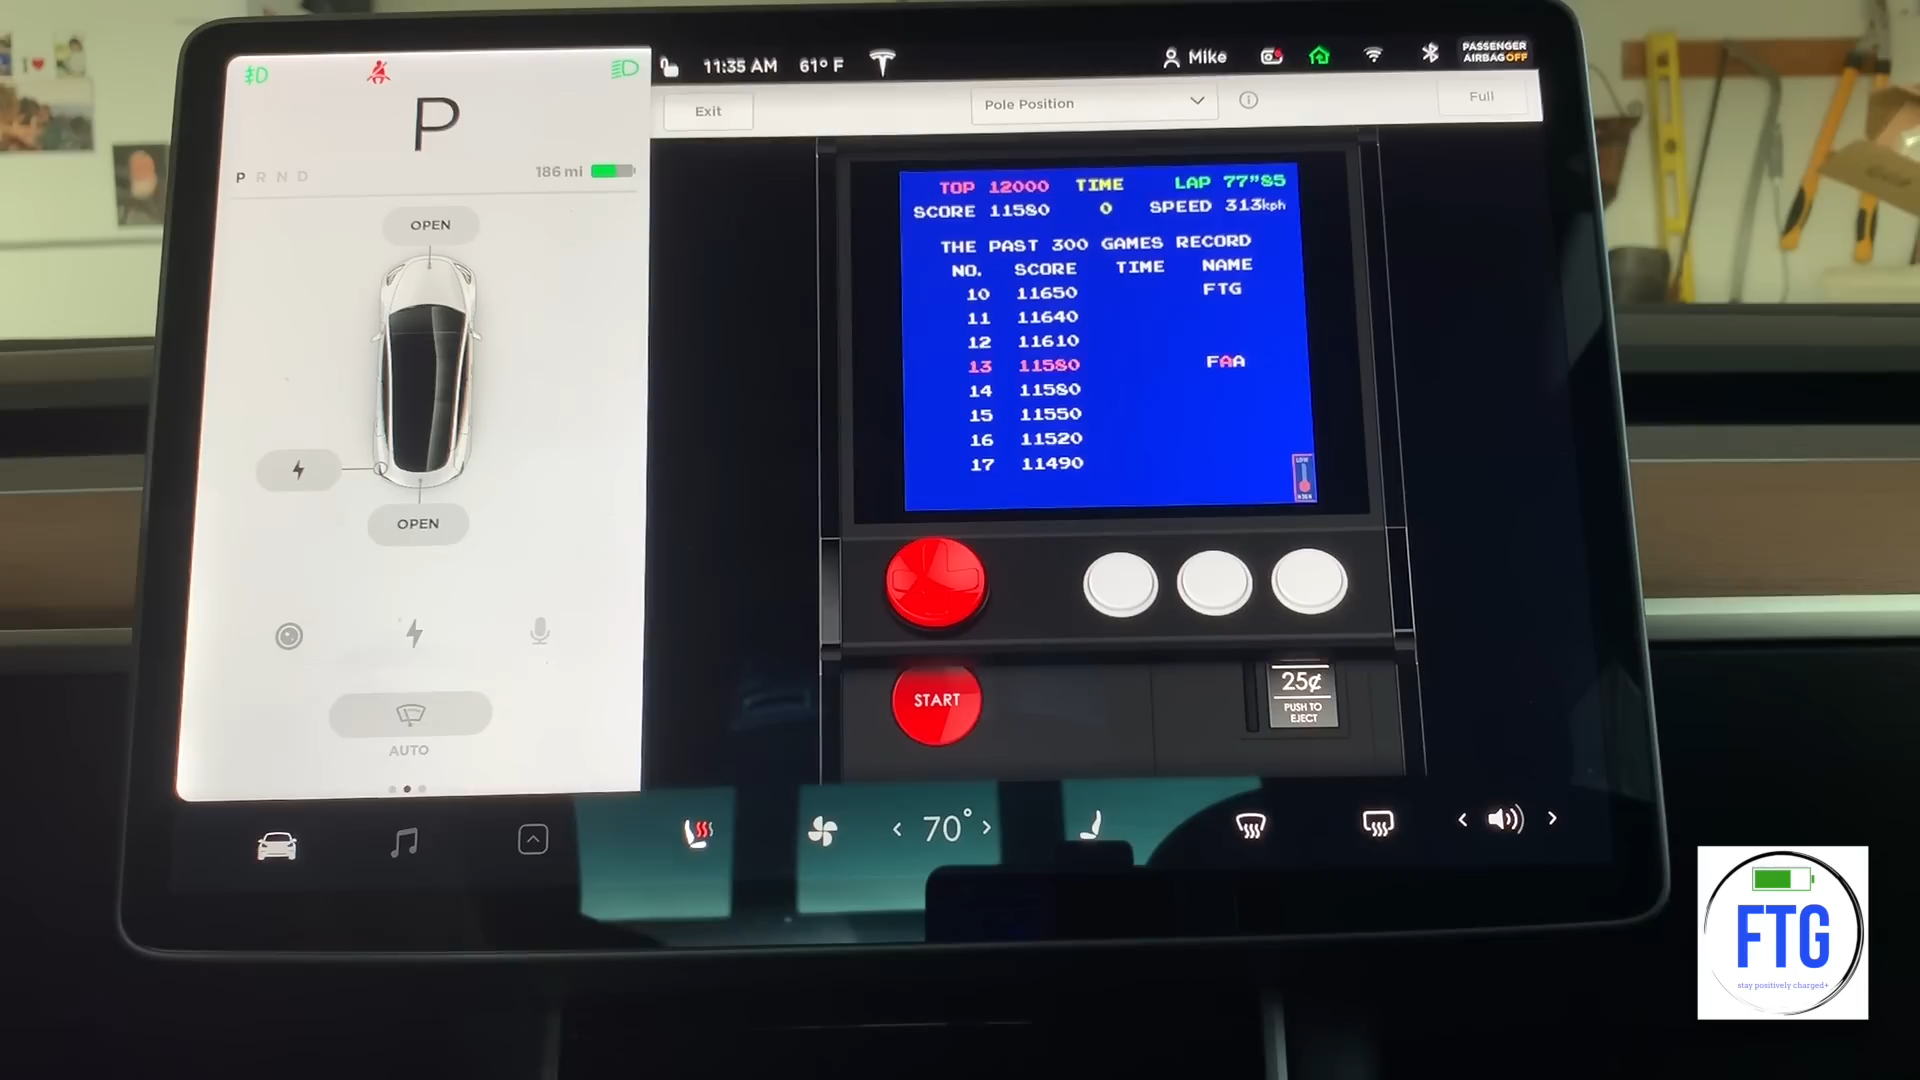 11:35 AM 61° F Mike PASSENGER
AIRBAG OFF
P
P R N D 186 mi
OPEN
OPEN
AUTO
Exit Pole Position Full
TOP 12000 TIME LAP 77"85
SCORE 11580 0 SPEED 313kph
THE PAST 300 GAMES RECORD
NO. SCORE TIME NAME
10 11650 FTG
11 11640
12 11610
13 11580 FAA
14 11580
15 11550
16 11520
17 11490
LOW
HIGH
START
25¢
PUSH TO
EJECT
70°
FTG
stay positively charged+